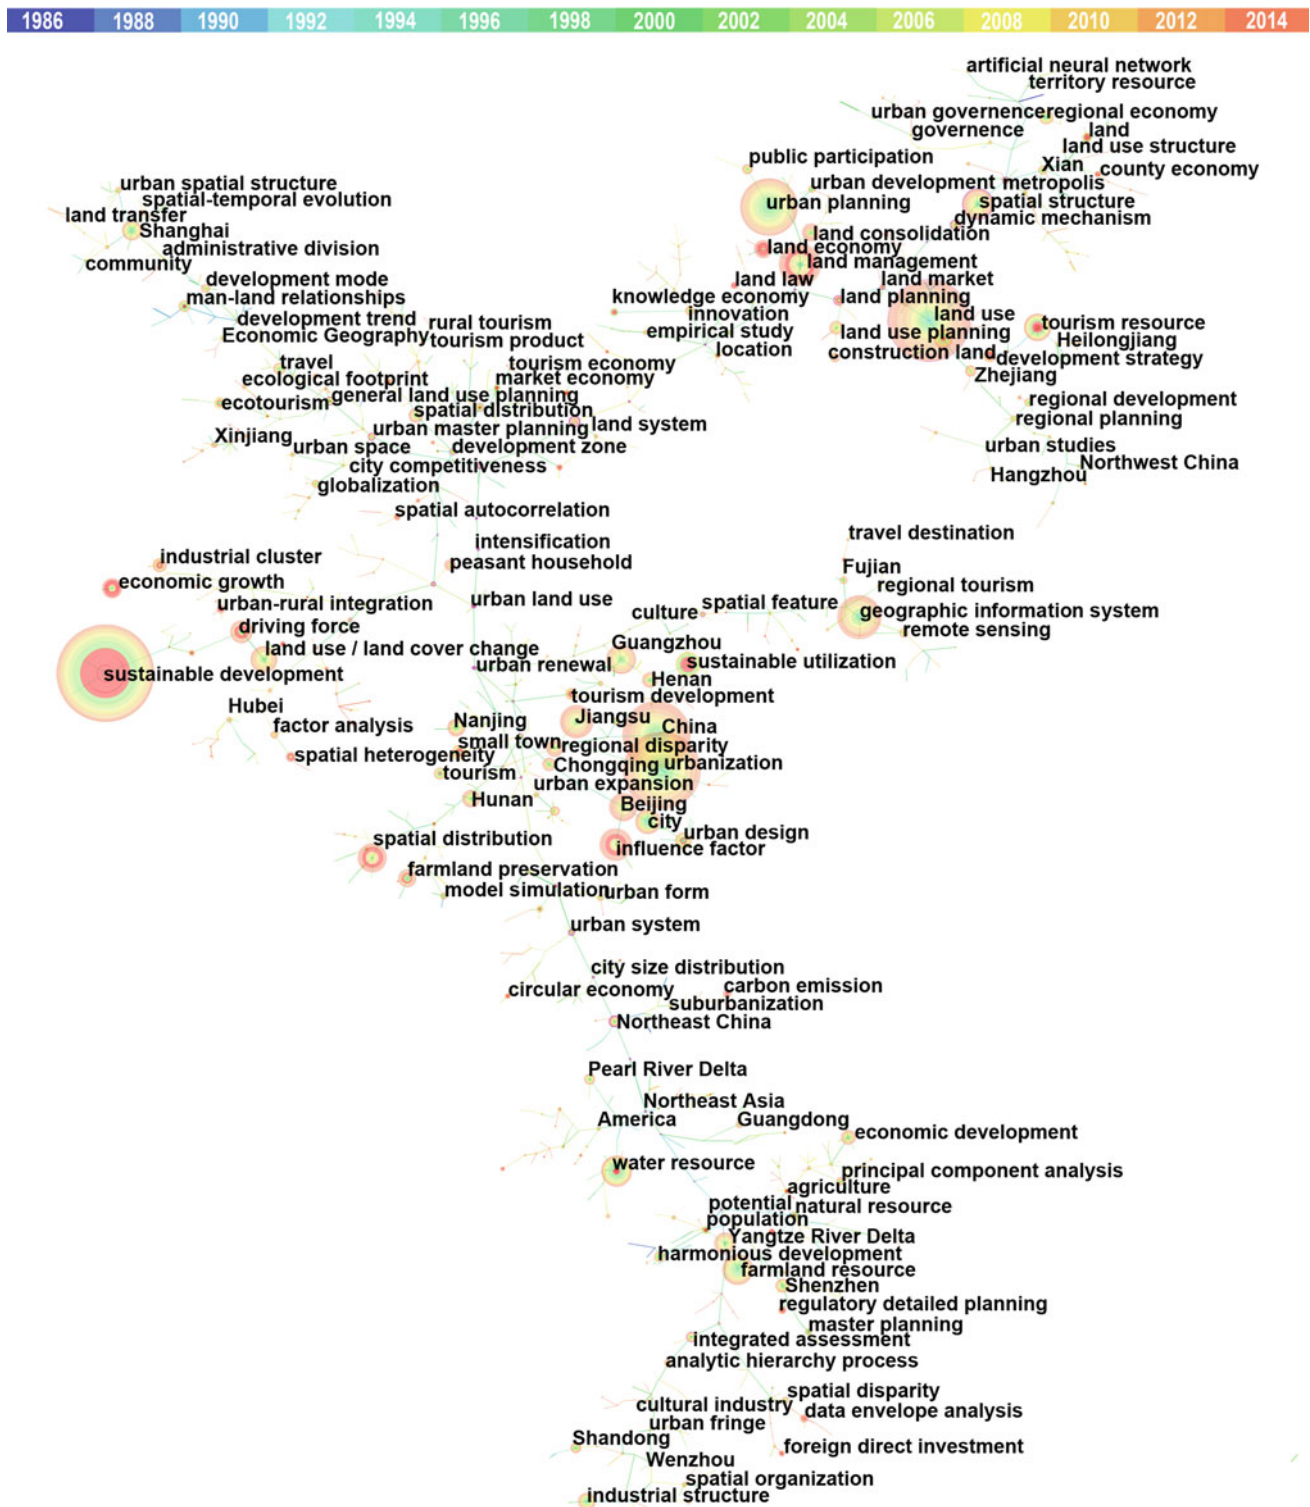 1986 1988 1990 1992 1994 1996 1998 2000 2002 2004 2006 2008 2010 2012 2014
artificial neural network
territory resource
urban governence regional economy
governence
land
land use structure
public participation
Xian
county economy
urban development
metropolis
urban planning
spatial structure
dynamic mechanism
land consolidation
land economy
land management
land law
land market
knowledge economy
land planning
innovation
land use
tourism resource
empirical study
land use planning
Heilongjiang
location
construction land
development strategy
Zhejiang
regional development
regional planning
urban studies
Northwest China
Hangzhou
urban spatial structure
spatial-temporal evolution
land transfer
Shanghai
administrative division
community
development mode
man-land relationships
development trend
rural tourism
Economic Geography
tourism product
travel
tourism economy
ecological footprint
market economy
general land use planning
ecotourism
spatial distribution
urban master planning
land system
Xinjiang
urban space
development zone
city competitiveness
globalization
spatial autocorrelation
intensification
peasant household
industrial cluster
economic growth
urban-rural integration
urban land use
driving force
land use / land cover change
urban renewal
sustainable development
travel destination
Fujian
regional tourism
culture
spatial feature
geographic information system
remote sensing
Guangzhou
sustainable utilization
Henan
tourism development
Hubei
Jiangsu
China
factor analysis
Nanjing
small town
regional disparity
spatial heterogeneity
Chongqing
urbanization
tourism
urban expansion
Hunan
Beijing
city
urban design
spatial distribution
influence factor
farmland preservation
model simulation
urban form
urban system
city size distribution
circular economy
carbon emission
suburbanization
Northeast China
Pearl River Delta
Northeast Asia
America
Guangdong
economic development
water resource
principal component analysis
agriculture
potential
natural resource
population
Yangtze River Delta
harmonious development
farmland resource
Shenzhen
regulatory detailed planning
master planning
integrated assessment
analytic hierarchy process
spatial disparity
cultural industry
data envelope analysis
urban fringe
Shandong
foreign direct investment
Wenzhou
spatial organization
industrial structure